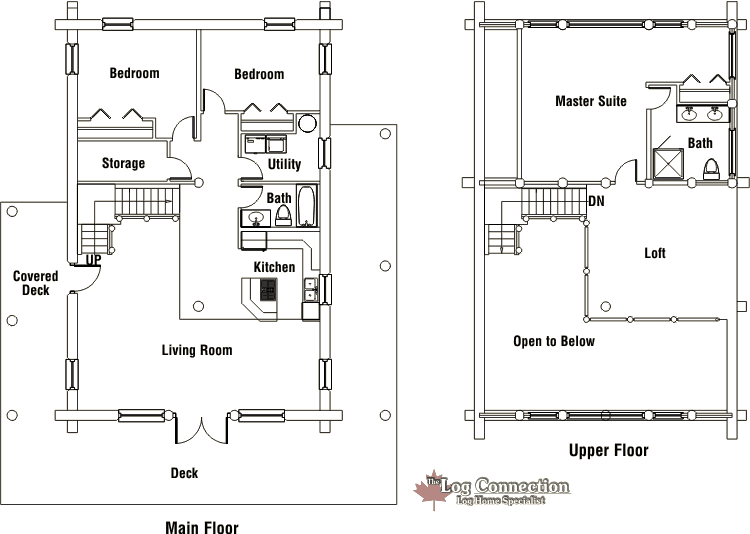 Bedroom
Bedroom
Storage
Utility
Bath
UP
Covered
Deck
Kitchen
Living Room
Deck
Main Floor
Master Suite
Bath
DN
Loft
Open to Below
Upper Floor
The Log Connection
Log Home Specialist